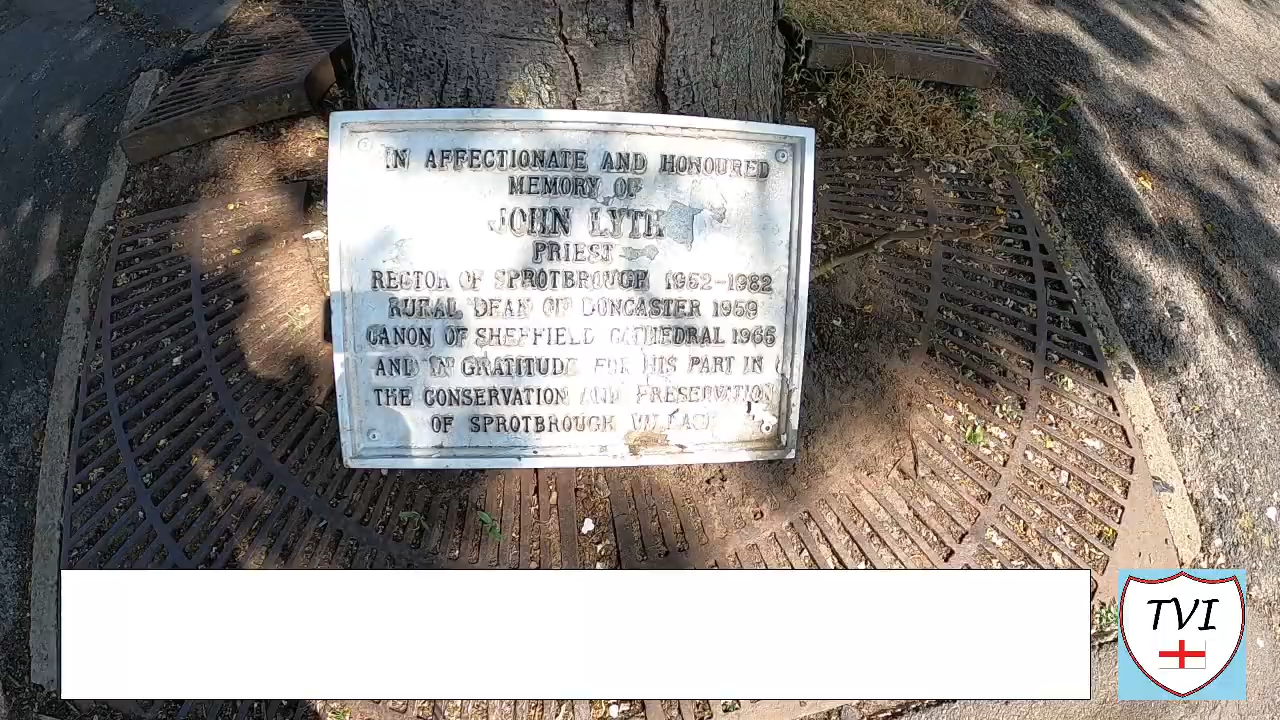 IN AFFECTIONATE AND HONOURED
MEMORY OF
JOHN LYTH
PRIEST
RECTOR OF SPROTBROUGH 1952-1982
RURAL DEAN OF DONCASTER 1959
CANON OF SHEFFIELD CATHEDRAL 1966
AND IN GRATITUDE FOR HIS PART IN
THE CONSERVATION AND PRESERVATION
OF SPROTBROUGH VILLAGE
TVI